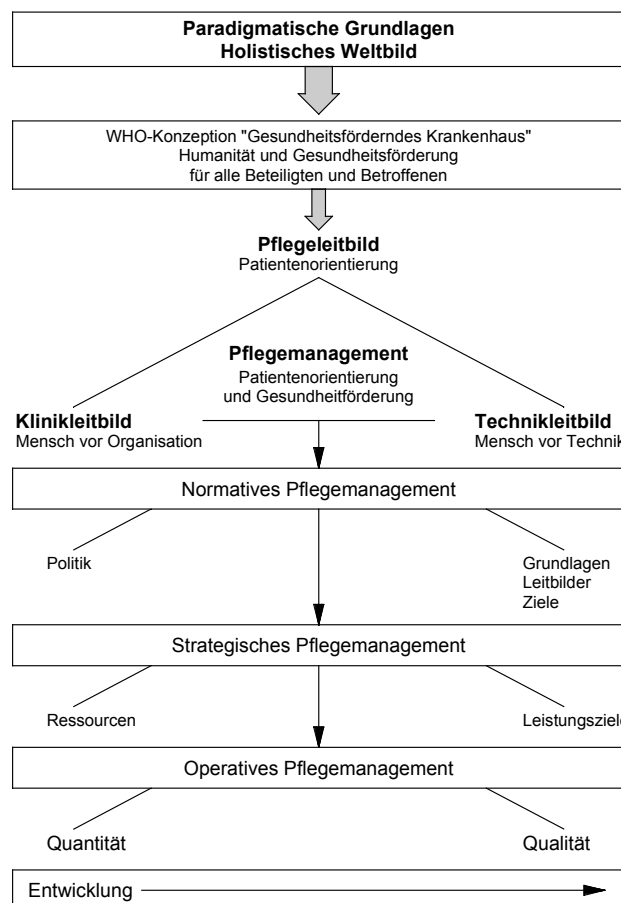 Paradigmatische Grundlagen
Holistisches Weltbild
WHO-Konzeption "Gesundheitsförderndes Krankenhaus"
Humanität und Gesundheitsförderung
für alle Beteiligten und Betroffenen
Pflegeleitbild
Patientenorientierung
Pflegemanagement
Patientenorientierung
und Gesundheitförderung
Klinikleitbild
Mensch vor Organisation
Technikleitbild
Mensch vor Technik
Normatives Pflegemanagement
Politik
Grundlagen
Leitbilder
Ziele
Strategisches Pflegemanagement
Ressourcen
Leistungsziele
Operatives Pflegemanagement
Quantität
Qualität
Entwicklung